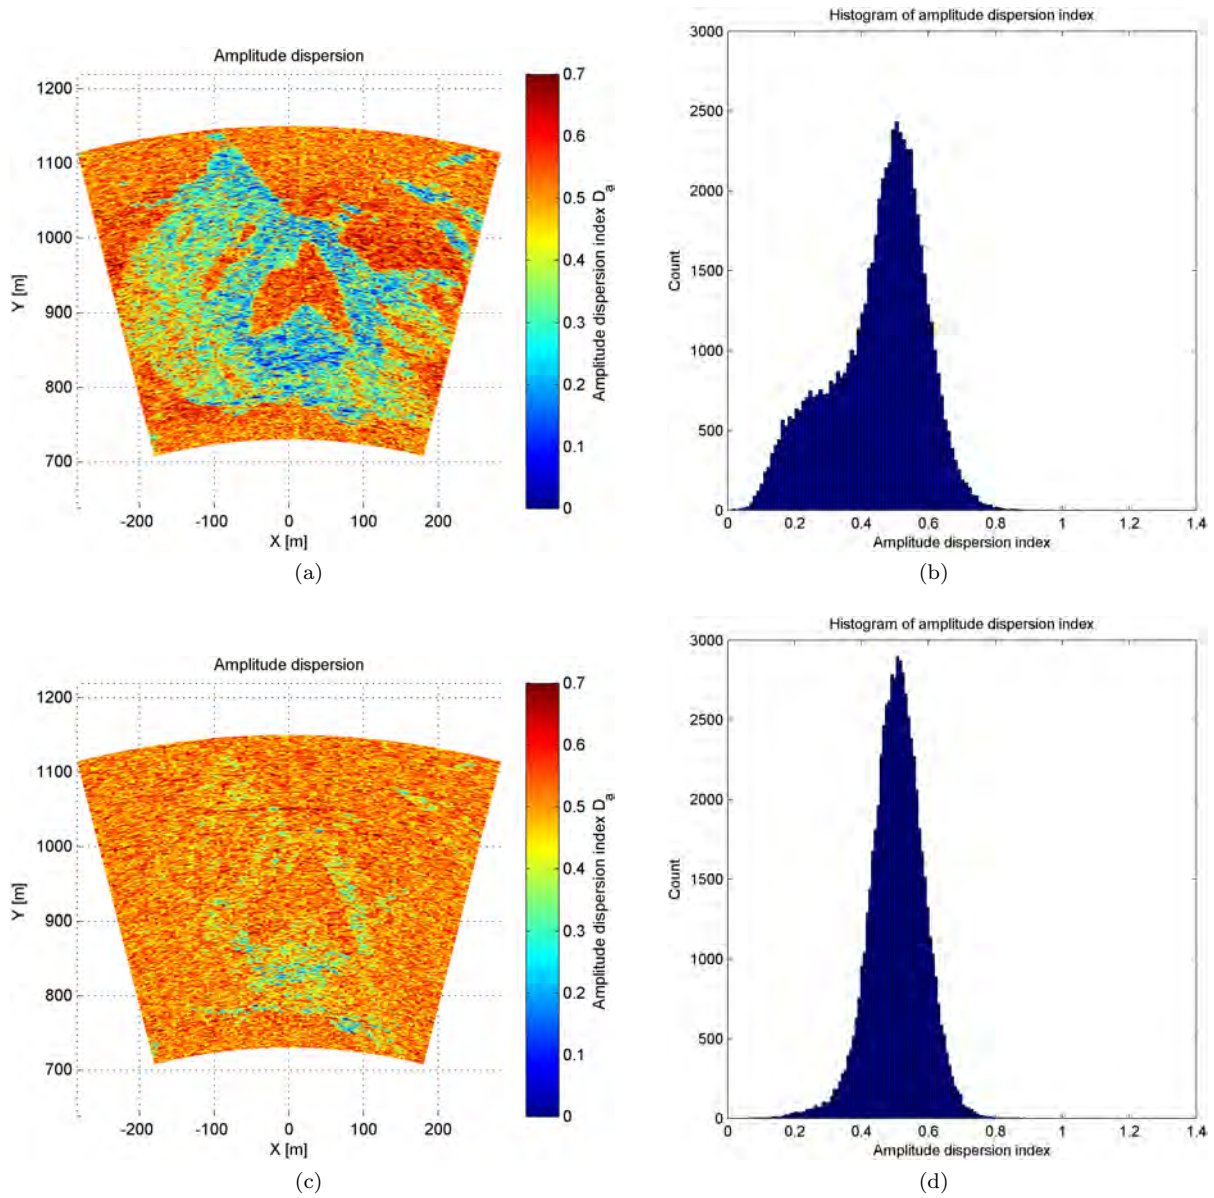 Amplitude dispersion
1200
1100
1000
900
800
700
Y [m]
-200 -100 0 100 200
X [m]
0.7
0.6
0.5
0.4
0.3
0.2
0.1
0
Amplitude dispersion index Da
(a)
Histogram of amplitude dispersion index
3000
2500
2000
1500
1000
500
0
Count
0 0.2 0.4 0.6 0.8 1 1.2 1.4
Amplitude dispersion index
(b)
Amplitude dispersion
1200
1100
1000
900
800
700
Y [m]
-200 -100 0 100 200
X [m]
0.7
0.6
0.5
0.4
0.3
0.2
0.1
0
Amplitude dispersion index Da
(c)
Histogram of amplitude dispersion index
3000
2500
2000
1500
1000
500
0
Count
0 0.2 0.4 0.6 0.8 1 1.2 1.4
Amplitude dispersion index
(d)